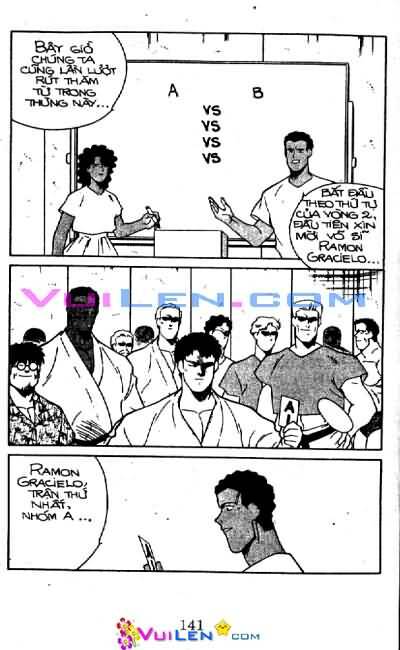 BÂY GIỜ
CHÚNG TA
CŨNG LẦN LƯỢT
RÚT THĂM
TỪ TRONG
THÙNG NÀY...
A B
VS
VS
VS
VS
BẮT ĐẦU
THEO THỨ TỰ
CỦA VÒNG 2,
ĐẦU TIÊN XIN
MỜI VÕ SĨ
RAMON
GRACIELO...
VUILEN.COM
A
1
RAMON
GRACIELO,
TRẬN THỨ
NHẤT,
NHÓM A...
141
VUILEN.COM